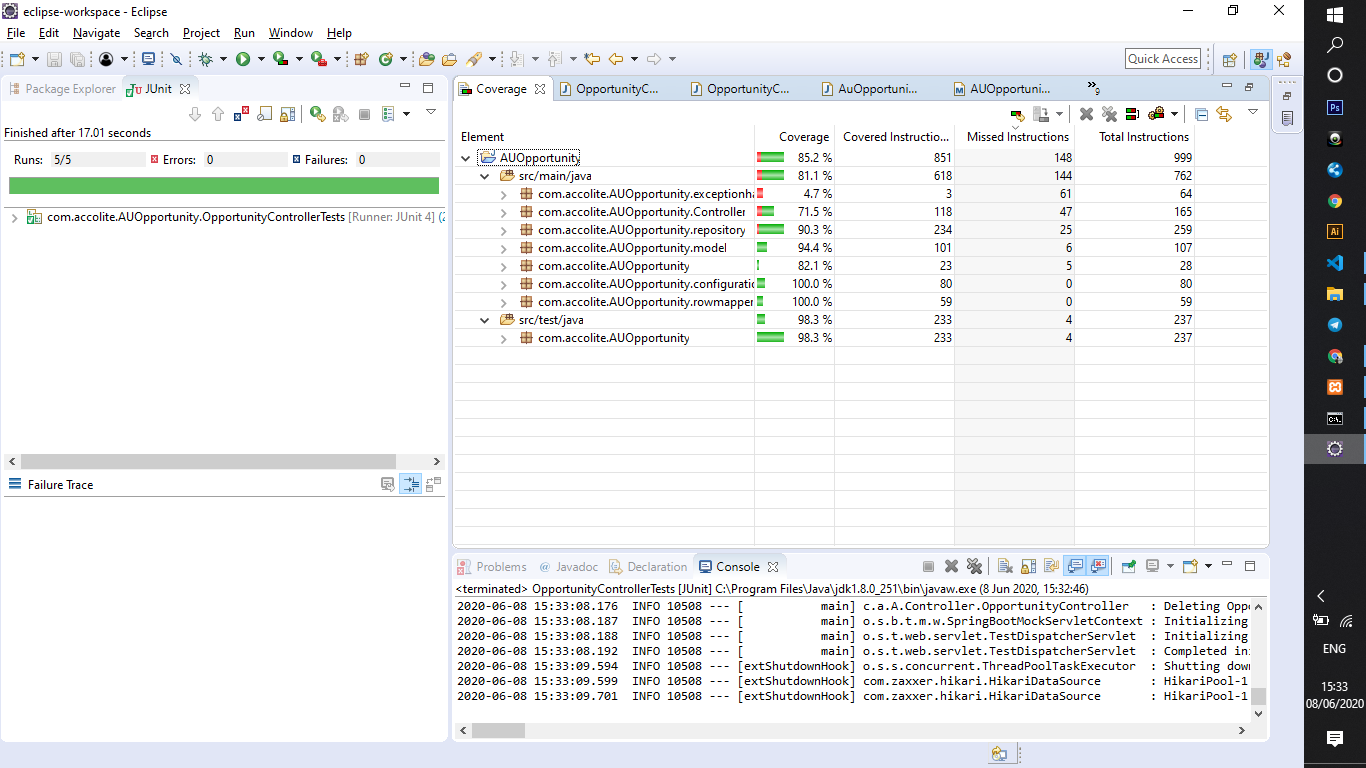 eclipse-workspace - Eclipse
File Edit Navigate Search Project Run Window Help
Quick Access
Package Explorer JUnit
Finished after 17.01 seconds
Runs: 5/5 Errors: 0 Failures: 0
com.accolite.AUOpportunity.OpportunityControllerTests [Runner: JUnit 4] (2
Failure Trace
Coverage OpportunityC... OpportunityC... AuOpportuni... AUOpportuni... »9
Element Coverage Covered Instructio... Missed Instructions Total Instructions
AUOpportunity 85.2 % 851 148 999
src/main/java 81.1 % 618 144 762
com.accolite.AUOpportunity.exceptionha 4.7 % 3 61 64
com.accolite.AUOpportunity.Controller 71.5 % 118 47 165
com.accolite.AUOpportunity.repository 90.3 % 234 25 259
com.accolite.AUOpportunity.model 94.4 % 101 6 107
com.accolite.AUOpportunity 82.1 % 23 5 28
com.accolite.AUOpportunity.configuratio 100.0 % 80 0 80
com.accolite.AUOpportunity.rowmapper 100.0 % 59 0 59
src/test/java 98.3 % 233 4 237
com.accolite.AUOpportunity 98.3 % 233 4 237
Problems @ Javadoc Declaration Console
<terminated> OpportunityControllerTests [JUnit] C:\Program Files\Java\jdk1.8.0_251\bin\javaw.exe (8 Jun 2020, 15:32:46)
2020-06-08 15:33:08.176 INFO 10508 --- [ main] c.a.A.Controller.OpportunityController : Deleting Oppo
2020-06-08 15:33:08.187 INFO 10508 --- [ main] o.s.b.t.m.w.SpringBootMockServletContext : Initializing
2020-06-08 15:33:08.188 INFO 10508 --- [ main] o.s.t.web.servlet.TestDispatcherServlet : Initializing
2020-06-08 15:33:08.192 INFO 10508 --- [ main] o.s.t.web.servlet.TestDispatcherServlet : Completed ini
2020-06-08 15:33:09.594 INFO 10508 --- [extShutdownHook] o.s.s.concurrent.ThreadPoolTaskExecutor : Shutting down
2020-06-08 15:33:09.599 INFO 10508 --- [extShutdownHook] com.zaxxer.hikari.HikariDataSource : HikariPool-1
2020-06-08 15:33:09.701 INFO 10508 --- [extShutdownHook] com.zaxxer.hikari.HikariDataSource : HikariPool-1
Ps
Ai
C:\.
ENG
15:33
08/06/2020